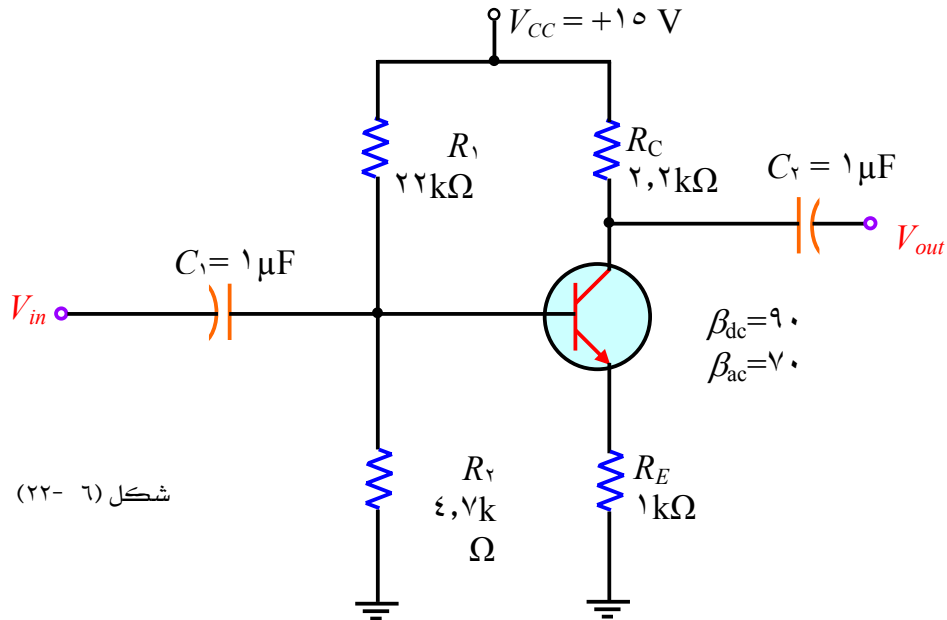 V_CC = +١٥ V
R١
٢٢kΩ
R_C
٢,٢kΩ
C٢ = ١μF
V_out
C١= ١μF
V_in
β_dc=٩٠
β_ac=٧٠
R٢
٤,٧k
Ω
R_E
١kΩ
شكل (٦ -٢٢)